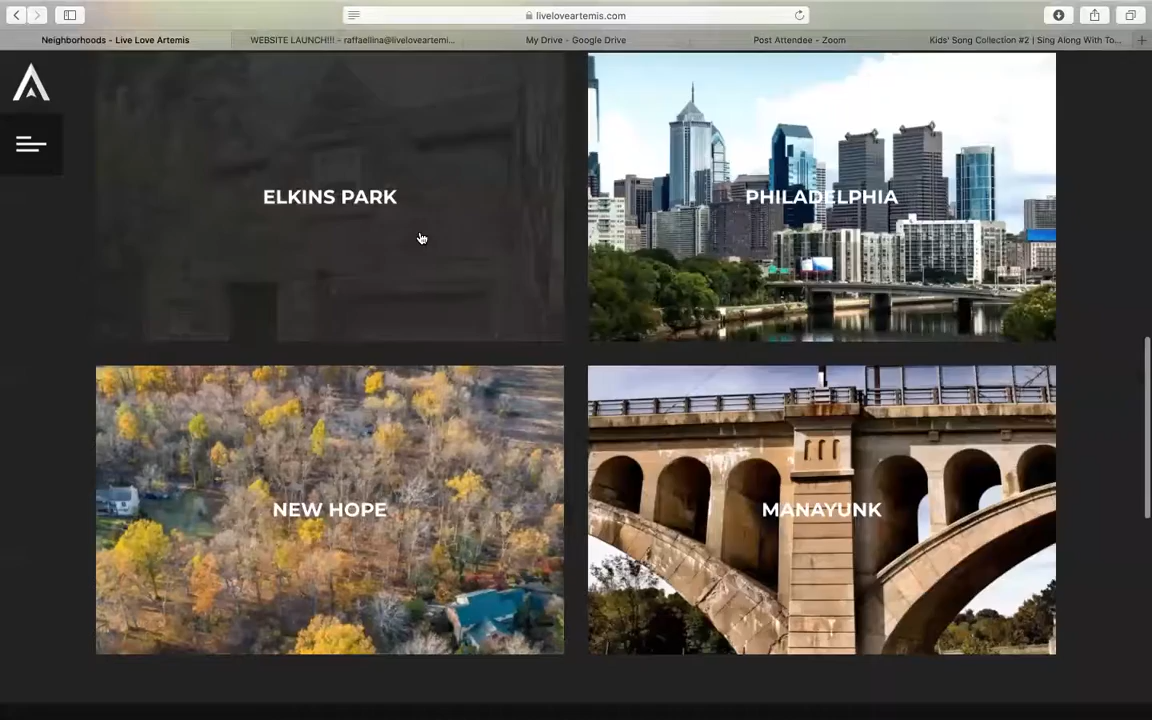 liveloveartemis.com
Neighborhoods - Live Love Artemis
WEBSITE LAUNCH!!! - raffaellina@liveloveartemi...
My Drive - Google Drive
Post Attendee - Zoom
Kids' Song Collection #2 | Sing Along With To...
ELKINS PARK
PHILADELPHIA
NEW HOPE
MANAYUNK